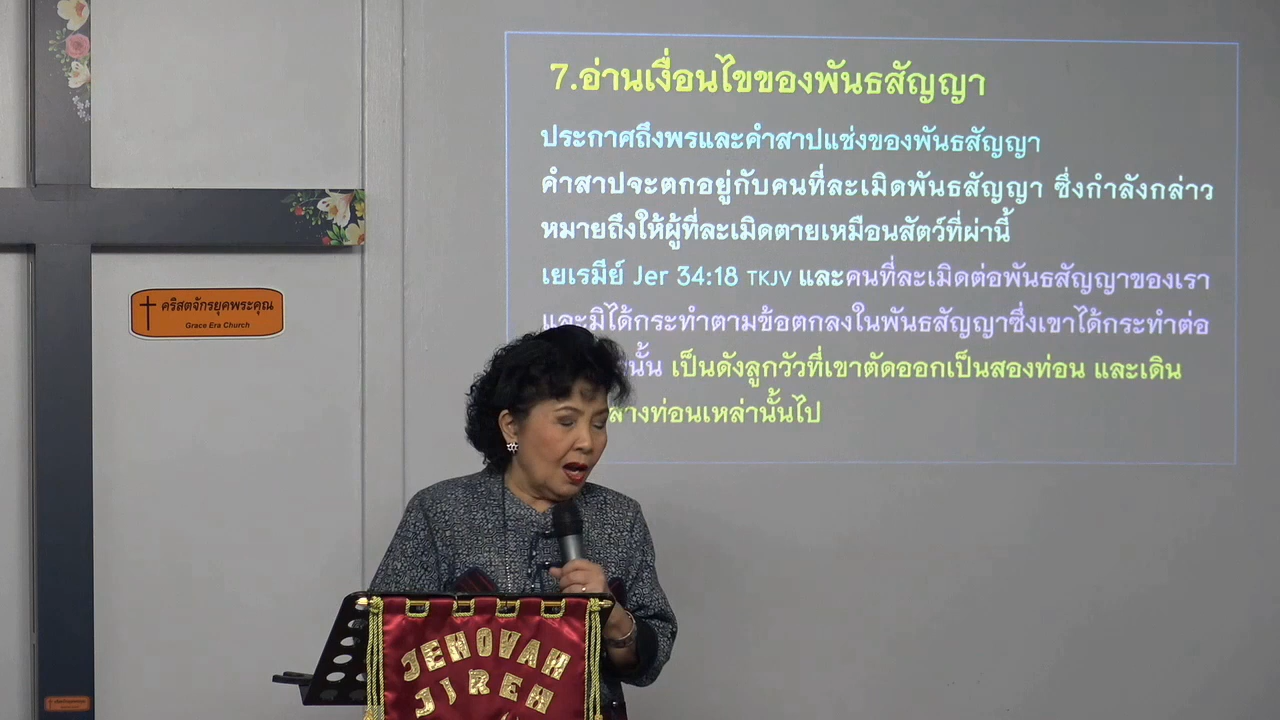 7.อ่านเงื่อนไขของพันธสัญญา
ประกาศถึงพรและคำสาปแช่งของพันธสัญญา
คำสาปจะตกอยู่กับคนที่ละเมิดพันธสัญญา ซึ่งกำลังกล่าว
หมายถึงให้ผู้ที่ละเมิดตายเหมือนสัตว์ที่ผ่านี้
เยเรมีย์ Jer 34:18 TKJV และคนที่ละเมิดต่อพันธสัญญาของเรา
และมิได้กระทำตามข้อตกลงในพันธสัญญาซึ่งเขาได้กระทำต่อ
นั้น เป็นดังลูกวัวที่เขาตัดออกเป็นสองท่อน และเดิน
ท่อนเหล่านั้นไป
คริสตจักรยุคพระคุณ
Grace Era Church
JEHOVAH
JIREH